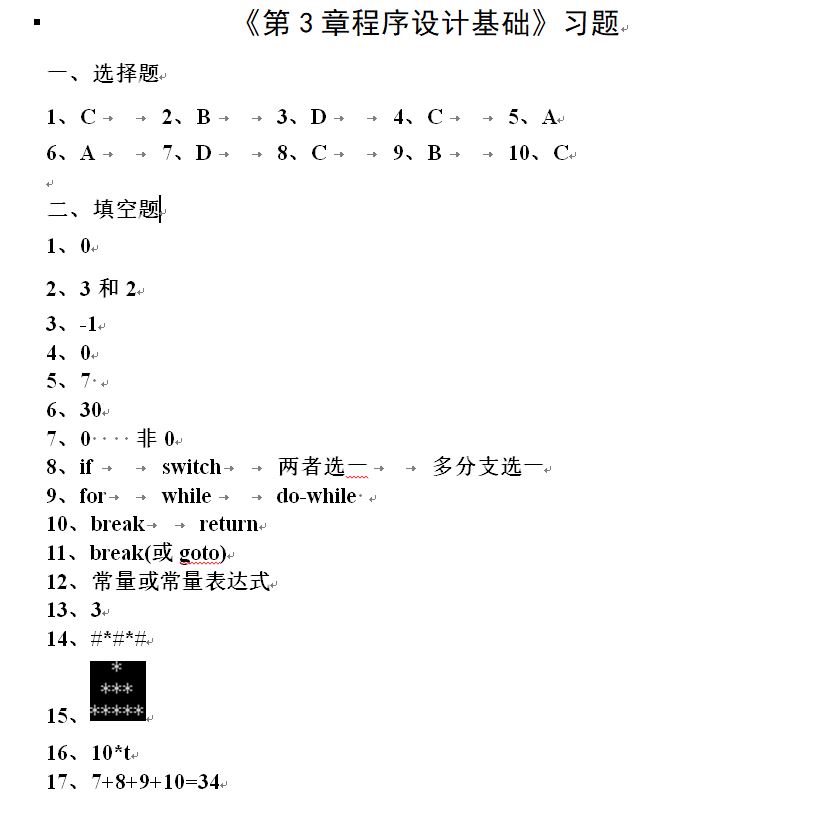 《第 3 章程序设计基础》习题
一、选择题
1、C 2、B 3、D 4、C 5、A
6、A 7、D 8、C 9、B 10、C
二、填空题
1、0
2、3 和 2
3、-1
4、0
5、7
6、30
7、0 非 0
8、if switch 两者选一 多分支选一
9、for while do-while
10、break return
11、break(或 goto)
12、常量或常量表达式
13、3
14、#*#*#
*
***
15、*****
16、10*t
17、7+8+9+10=34